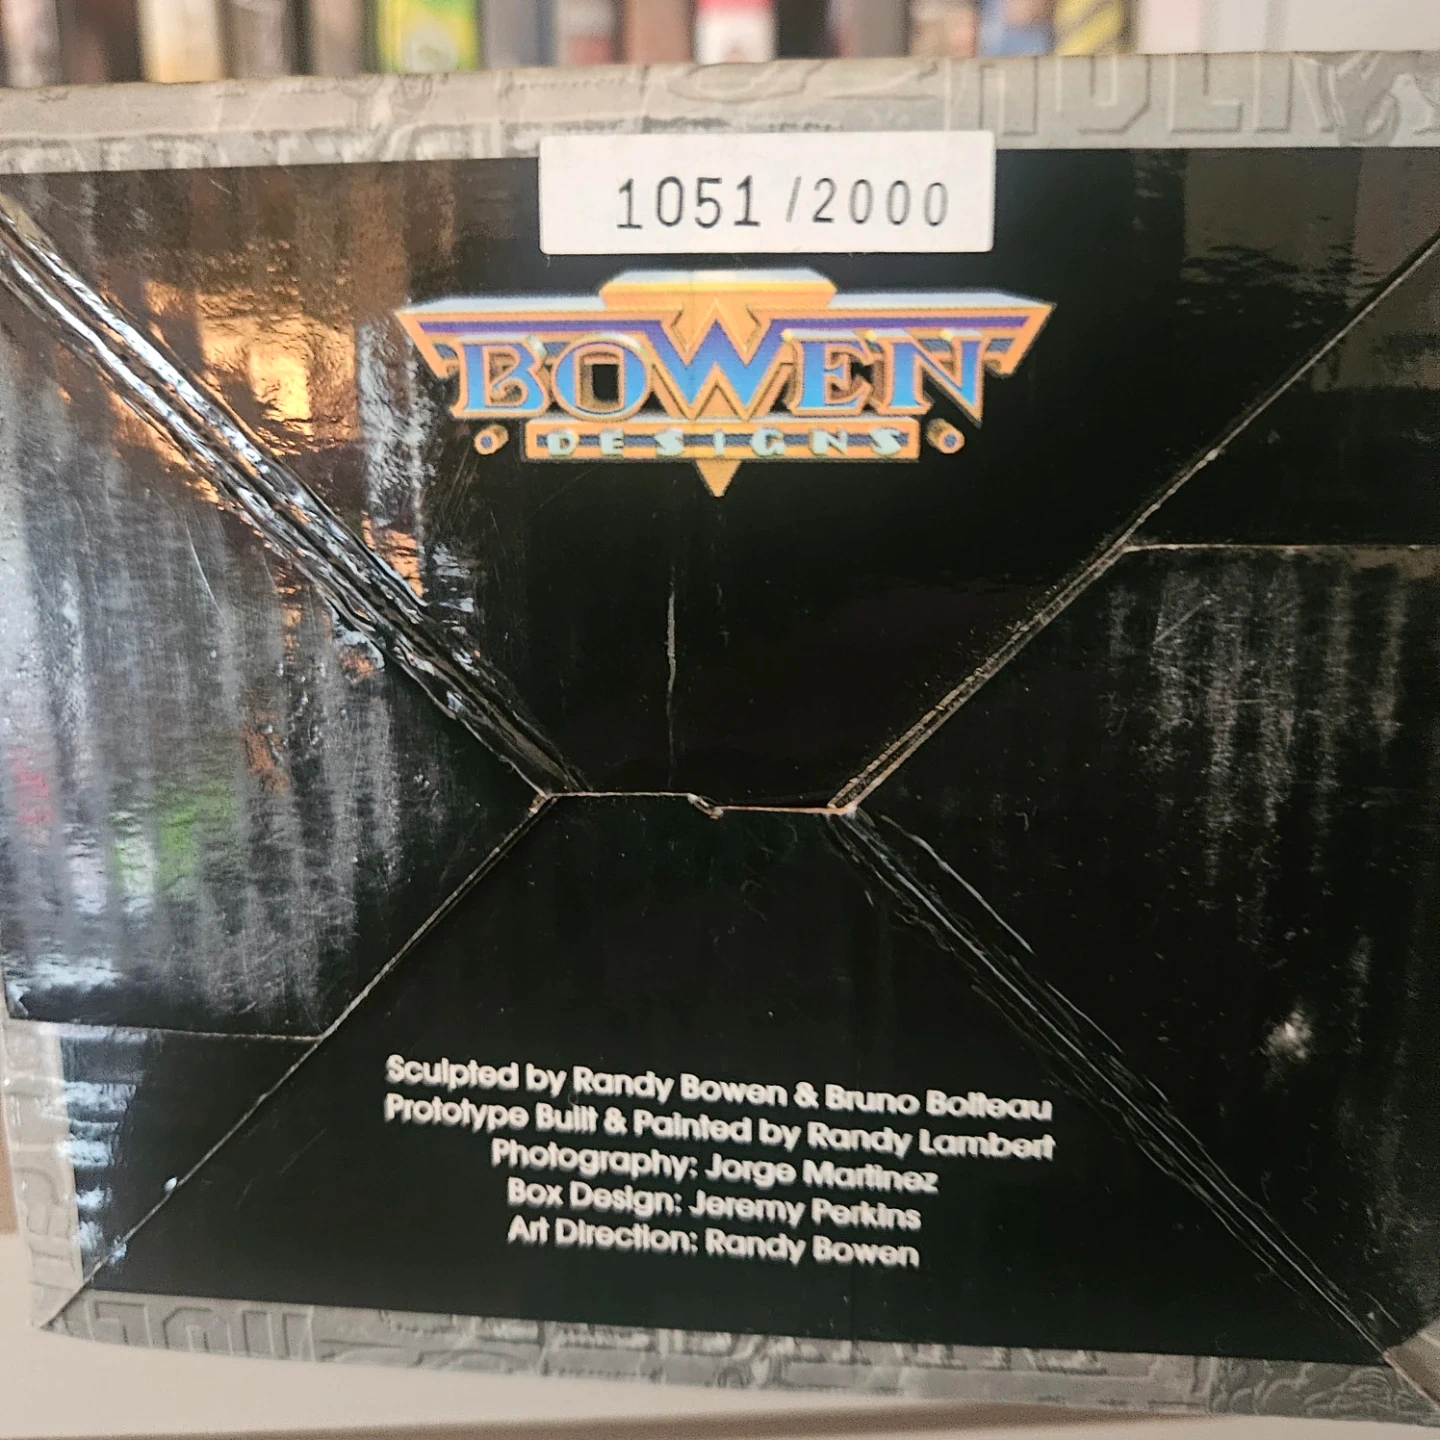 1051 /2000
BOWEN
DESIGNS
Sculpted by Randy Bowen & Bruno Boiteau
Prototype Built & Painted by Randy Lambert
Photography: Jorge Martinez
Box Design: Jeremy Perkins
Art Direction: Randy Bowen